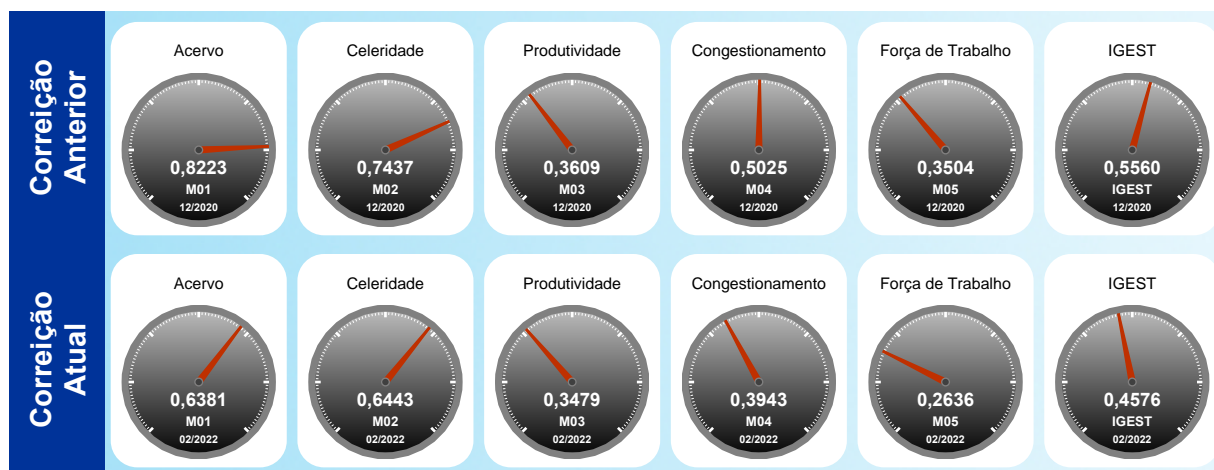 Correição
Anterior
Acervo
0,8223
M01
12/2020
Celeridade
0,7437
M02
12/2020
Produtividade
0,3609
M03
12/2020
Congestionamento
0,5025
M04
12/2020
Força de Trabalho
0,3504
M05
12/2020
IGEST
0,5560
IGEST
12/2020
Correição
Atual
Acervo
0,6381
M01
02/2022
Celeridade
0,6443
M02
02/2022
Produtividade
0,3479
M03
02/2022
Congestionamento
0,3943
M04
02/2022
Força de Trabalho
0,2636
M05
02/2022
IGEST
0,4576
IGEST
02/2022